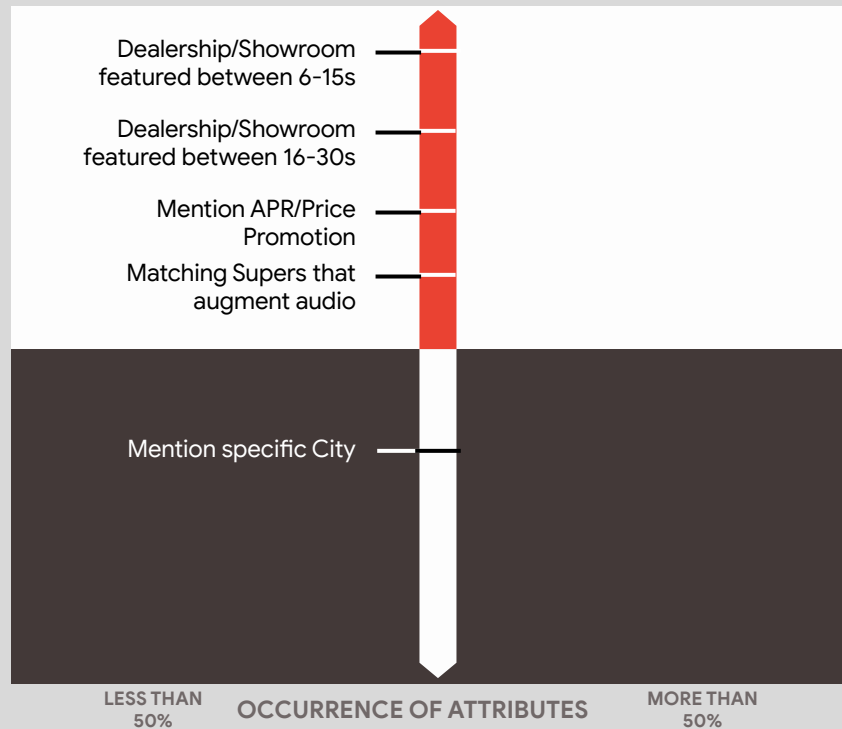 Dealership/Showroom
featured between 6-15s
Dealership/Showroom
featured between 16-30s
Mention APR/Price
Promotion
Matching Supers that
augment audio
Mention specific City
LESS THAN
50%
OCCURRENCE OF ATTRIBUTES
MORE THAN
50%